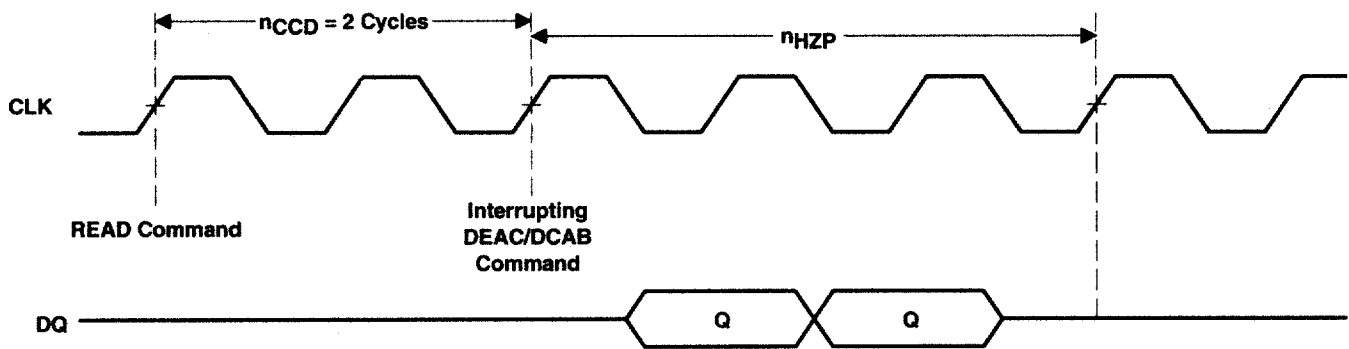 nCCD = 2 Cycles
nHZP
CLK
READ Command
Interrupting
DEAC/DCAB
Command
DQ
Q
Q